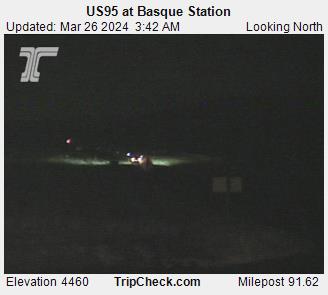 US95 at Basque Station
Updated: Mar 26 2024 3:42 AM Looking North
Elevation 4460 TripCheck.com Milepost 91.62